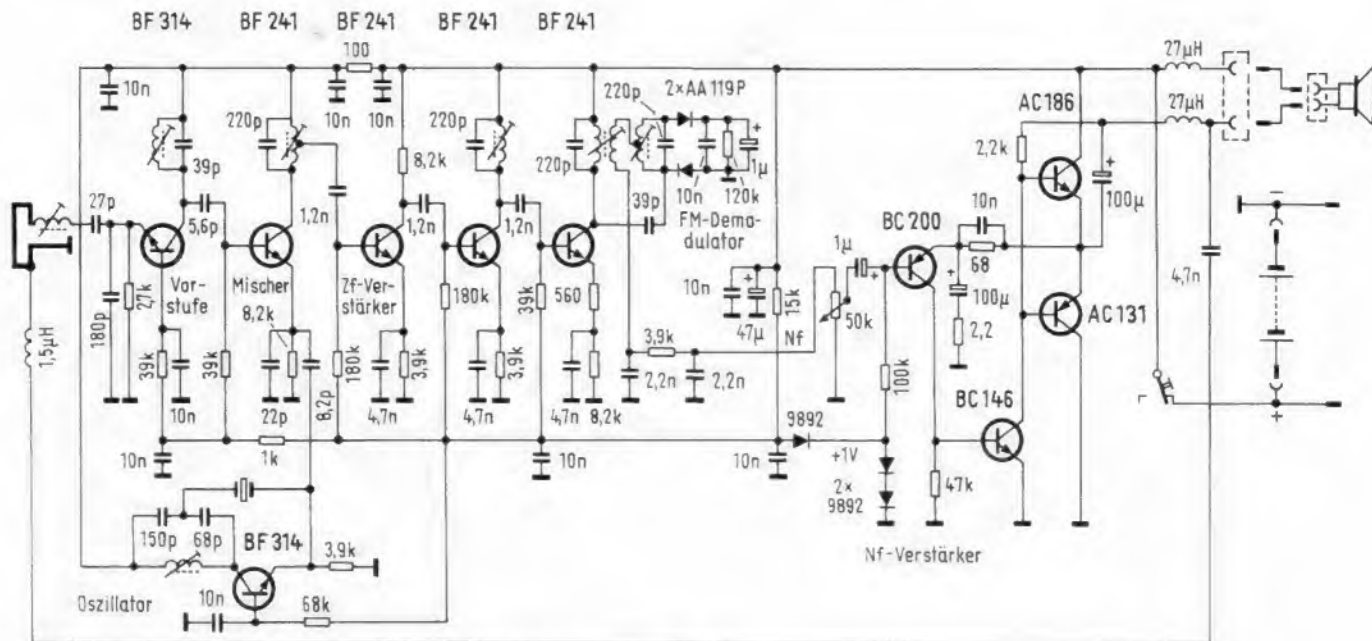 BF 314
BF 241
BF 241
BF 241
BF 241
100
10n
10n
10n
220p
220p
220p
2×AA119P
220p
39p
27p
5,6p
1,2n
8,2k
1,2n
1,2n
39p
10n
120k
1µ
FM-Demo-
dulator
Vor-
stufe
Mischer
Zf-Ver-
stärker
27k
180p
1,5µH
39k
10n
39k
8,2k
22p
8,2p
180k
3,9k
4,7n
180k
3,9k
4,7n
39k
560
4,7n
8,2k
2,2n
3,9k
2,2n
10n
47µ
15k
Nf
50k
1µ
BC 200
10n
68
100µ
2,2
100k
9892
+1V
2×
9892
47k
BC 146
Nf-Verstärker
AC 186
2,2k
100µ
AC 131
27µH
27µH
4,7n
−
+
10n
1k
10n
10n
150p
68p
BF 314
3,9k
Oszillator
10n
68k